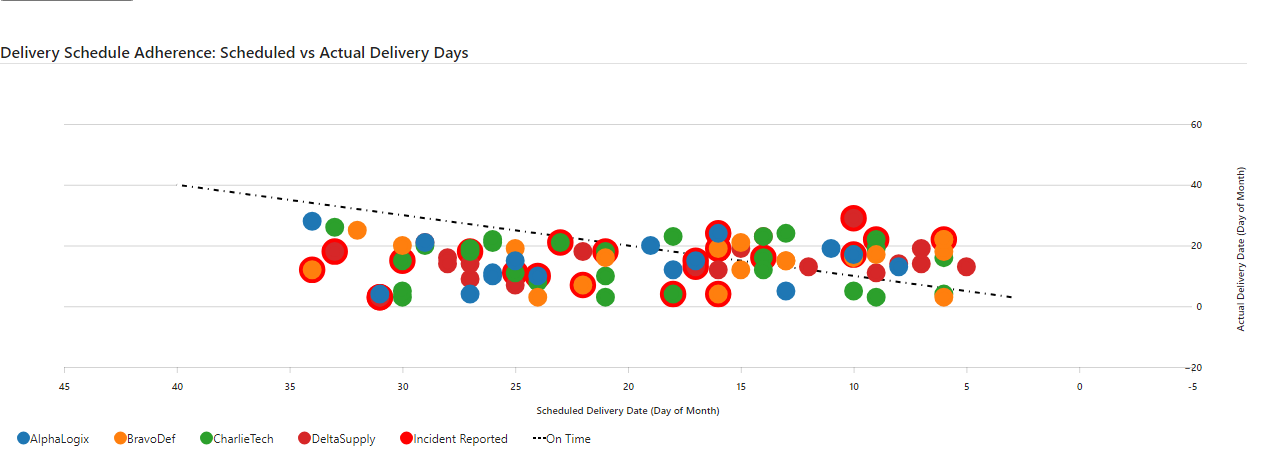 Delivery Schedule Adherence: Scheduled vs Actual Delivery Days
60
40
20
0
−20
Actual Delivery Date (Day of Month)
45 40 35 30 25 20 15 10 5 0 -5
Scheduled Delivery Date (Day of Month)
AlphaLogix BravoDef CharlieTech DeltaSupply Incident Reported On Time